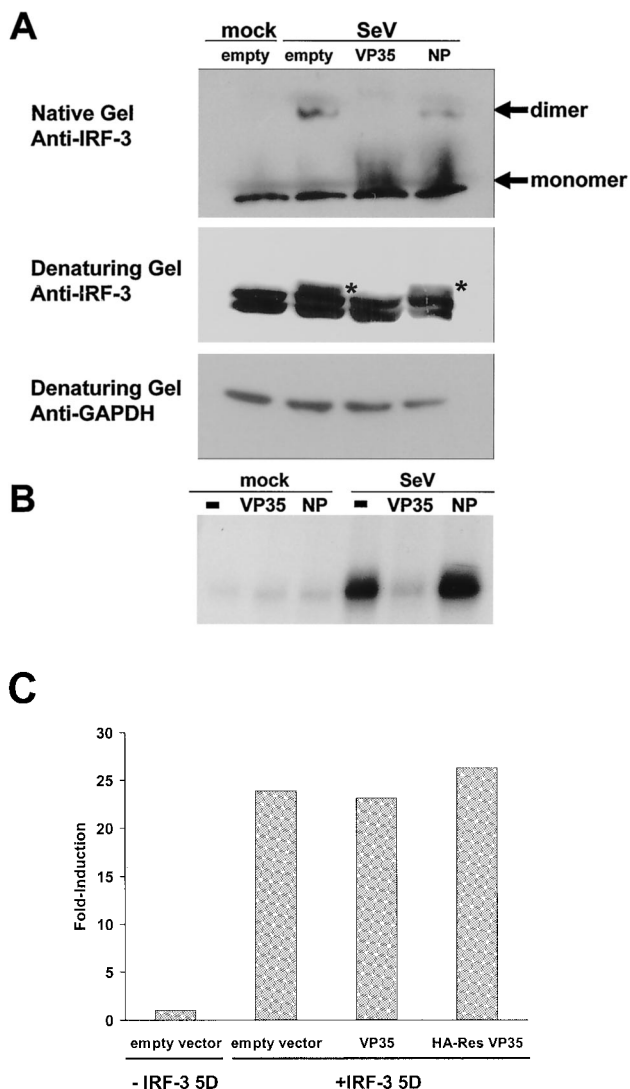 A
mock SeV
empty empty VP35 NP
Native Gel
Anti-IRF-3
dimer
monomer
Denaturing Gel
Anti-IRF-3
* *
Denaturing Gel
Anti-GAPDH
B
mock SeV
- VP35 NP - VP35 NP
C
30
25
20
15
10
5
0
Fold-Induction
empty vector empty vector VP35 HA-Res VP35
- IRF-3 5D +IRF-3 5D